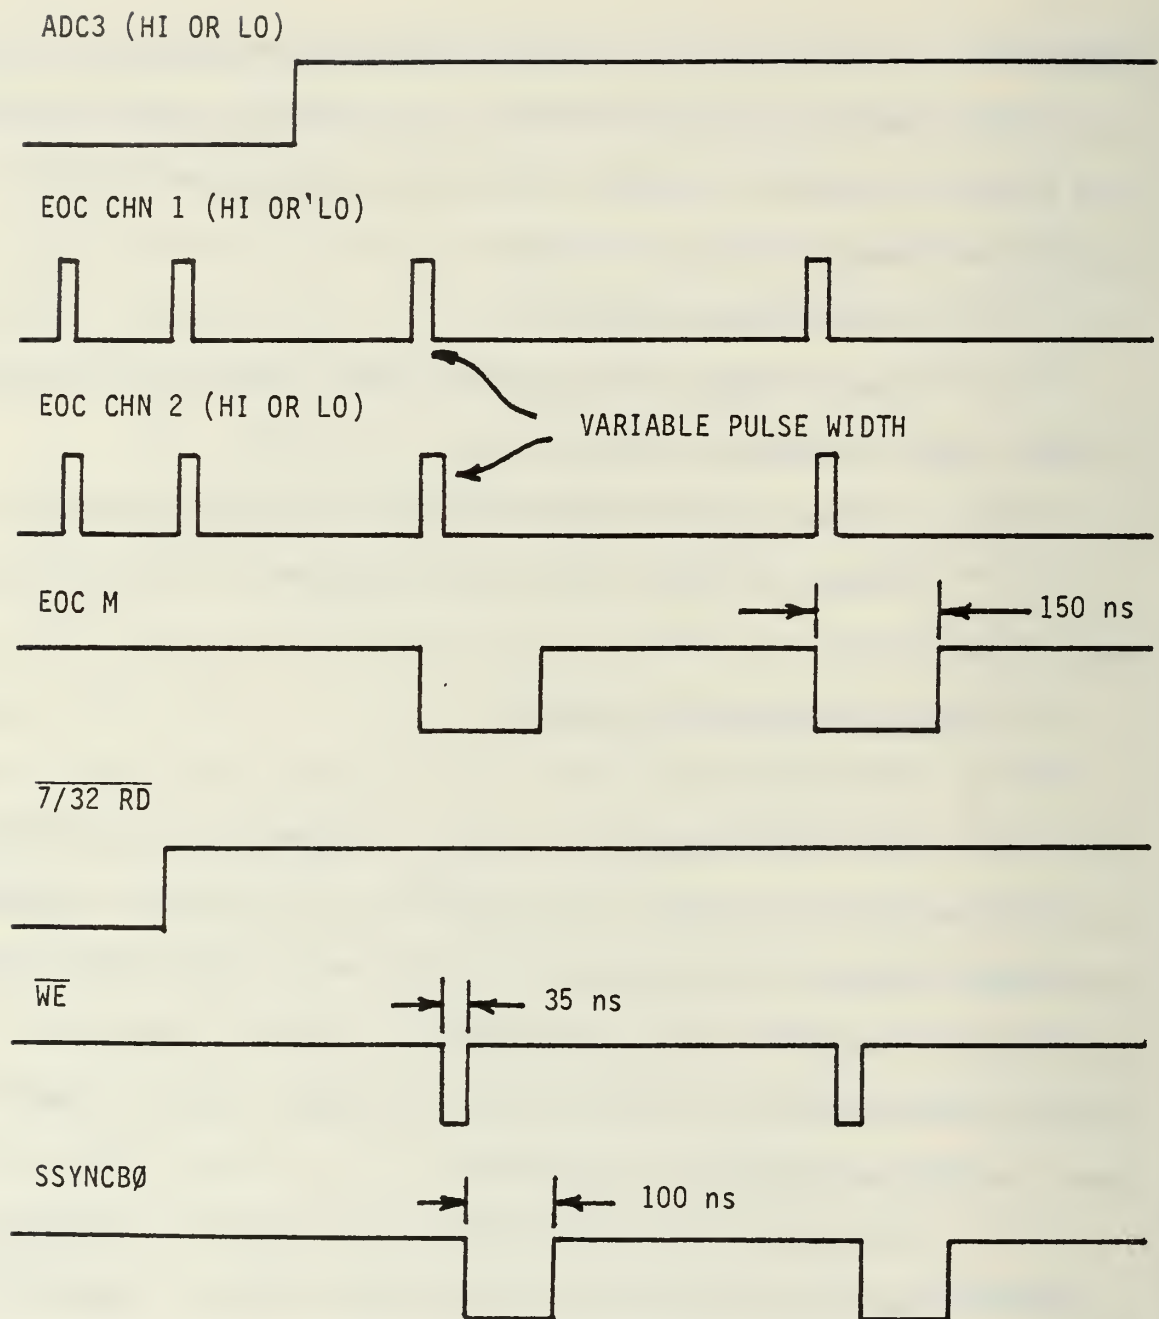 ADC3 (HI OR LO)
EOC CHN 1 (HI OR'LO)
EOC CHN 2 (HI OR LO)
VARIABLE PULSE WIDTH
EOC M
150 ns
7/32 RD
WE
35 ns
SSYNCBØ
100 ns